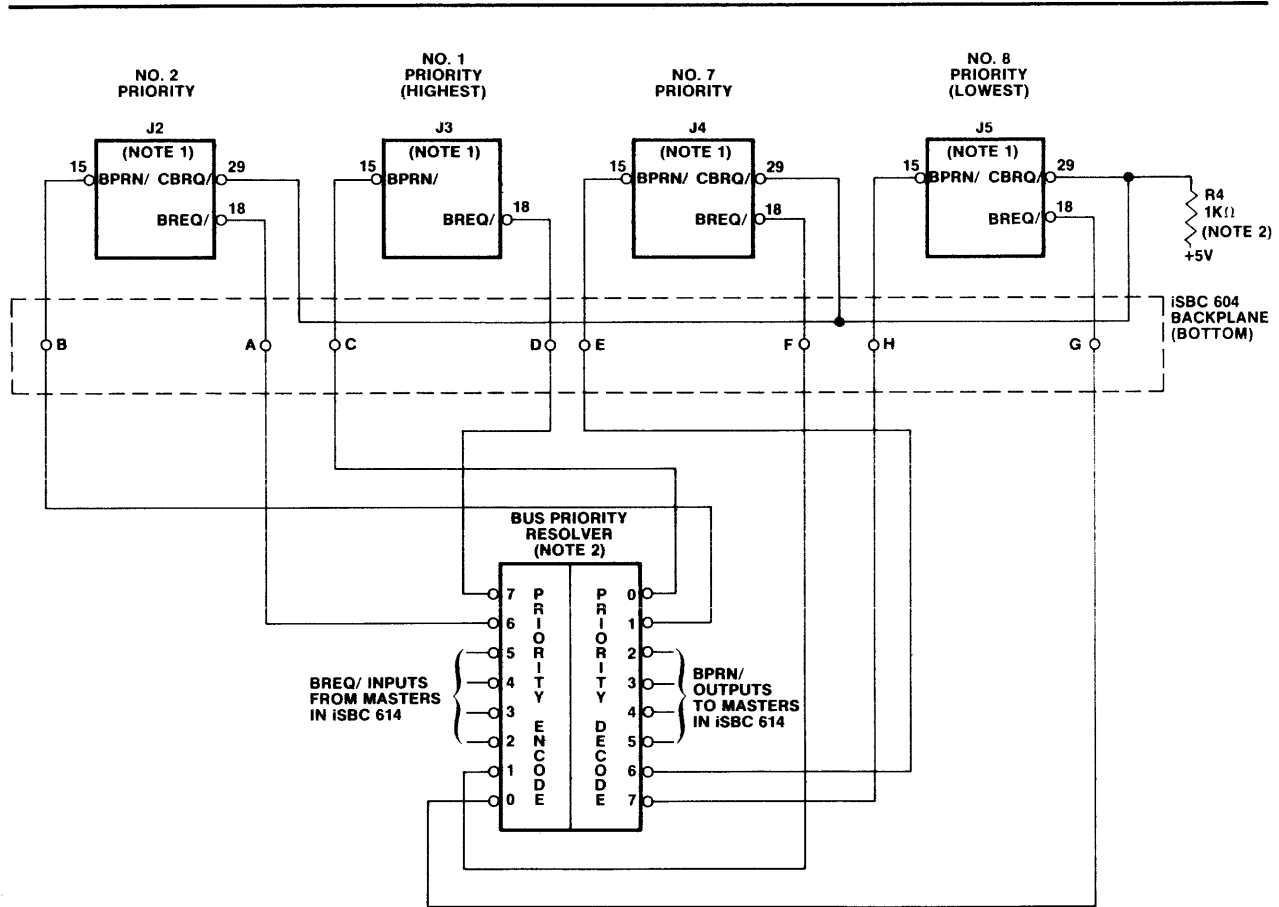 NO. 2
PRIORITY
NO. 1
PRIORITY
(HIGHEST)
NO. 7
PRIORITY
NO. 8
PRIORITY
(LOWEST)
J2
(NOTE 1)
15
BPRN/ CBRQ/
29
BREQ/
18
J3
(NOTE 1)
15
BPRN/
BREQ/
18
J4
(NOTE 1)
15
BPRN/ CBRQ/
29
BREQ/
18
J5
(NOTE 1)
15
BPRN/ CBRQ/
29
BREQ/
18
R4
1KΩ
(NOTE 2)
+5V
iSBC 604
BACKPLANE
(BOTTOM)
B A C D E F H G
BUS PRIORITY
RESOLVER
(NOTE 2)
7
6
5
4
3
2
1
0
PRIORITY ENCODE
PRIORITY DECODE
0
1
2
3
4
5
6
7
BREQ/ INPUTS
FROM MASTERS
IN iSBC 614
BPRN/
OUTPUTS
TO MASTERS
IN iSBC 614